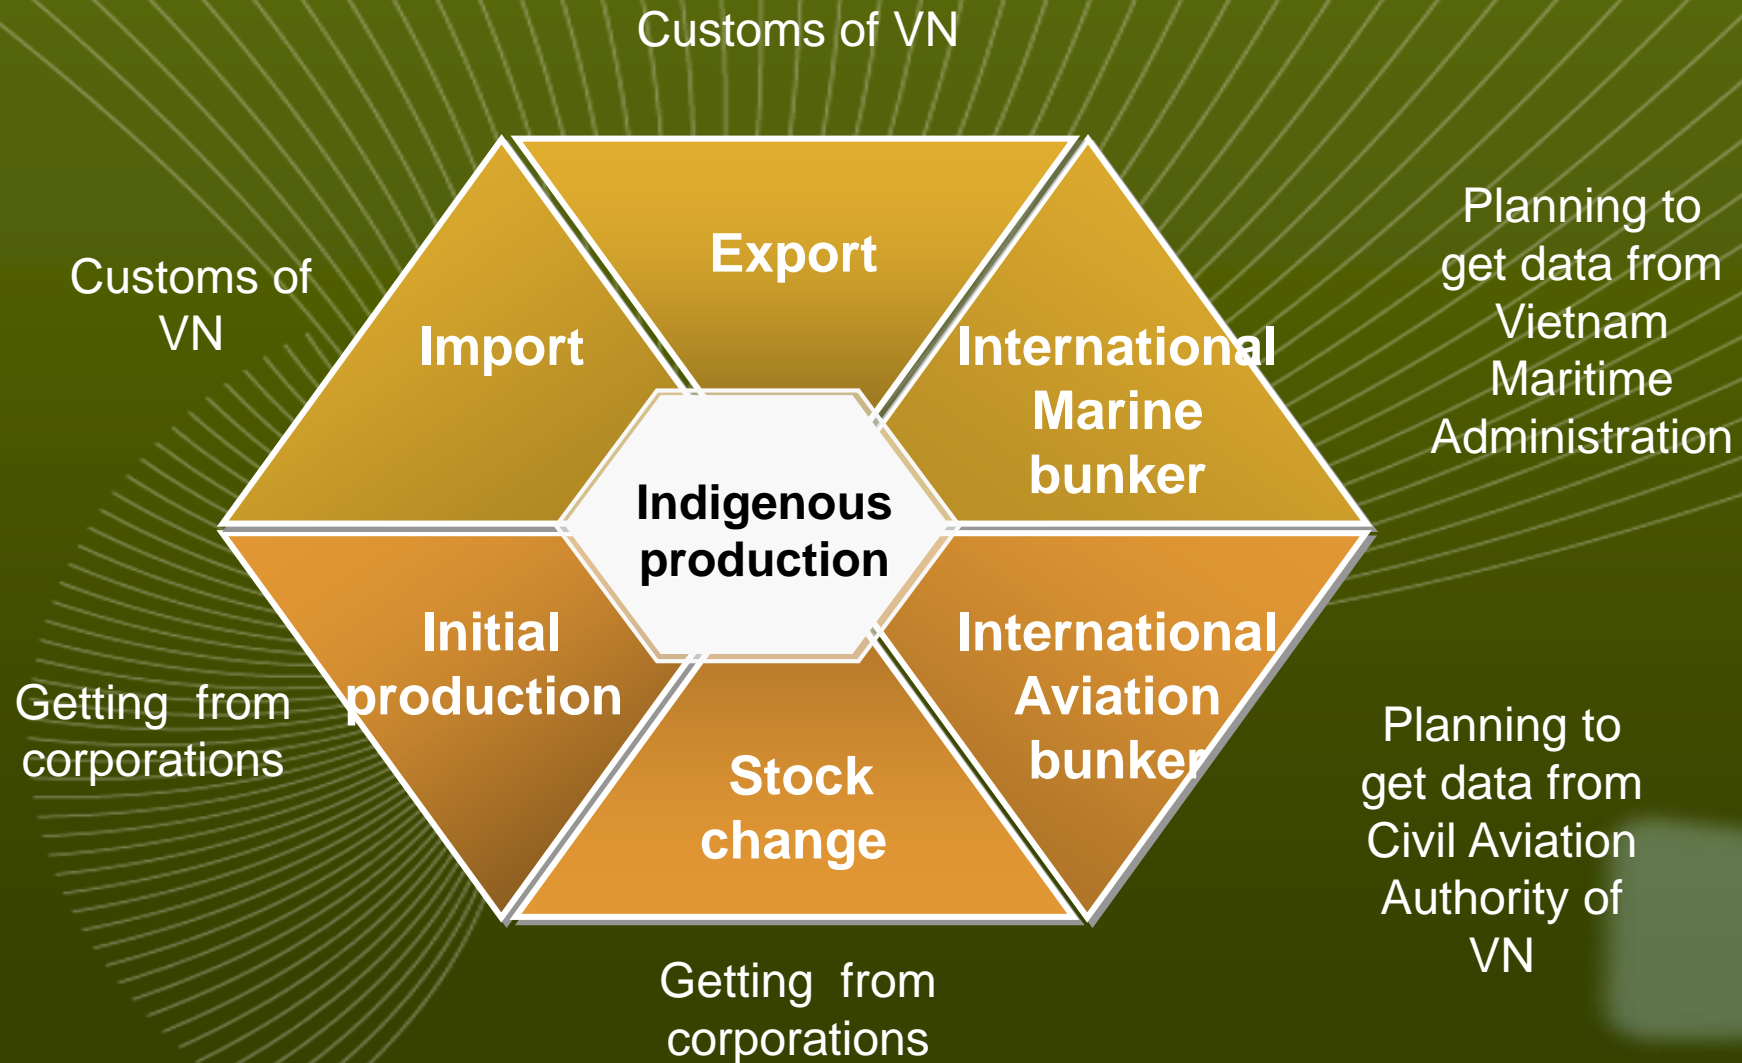 Customs of VN
Export
Customs of
VN
Import
International
Marine
bunker
Planning to
get data from
Vietnam
Maritime
Administration
Indigenous
production
Initial
production
Getting from
corporations
Stock
change
Getting from
corporations
International
Aviation
bunker
Planning to
get data from
Civil Aviation
Authority of
VN